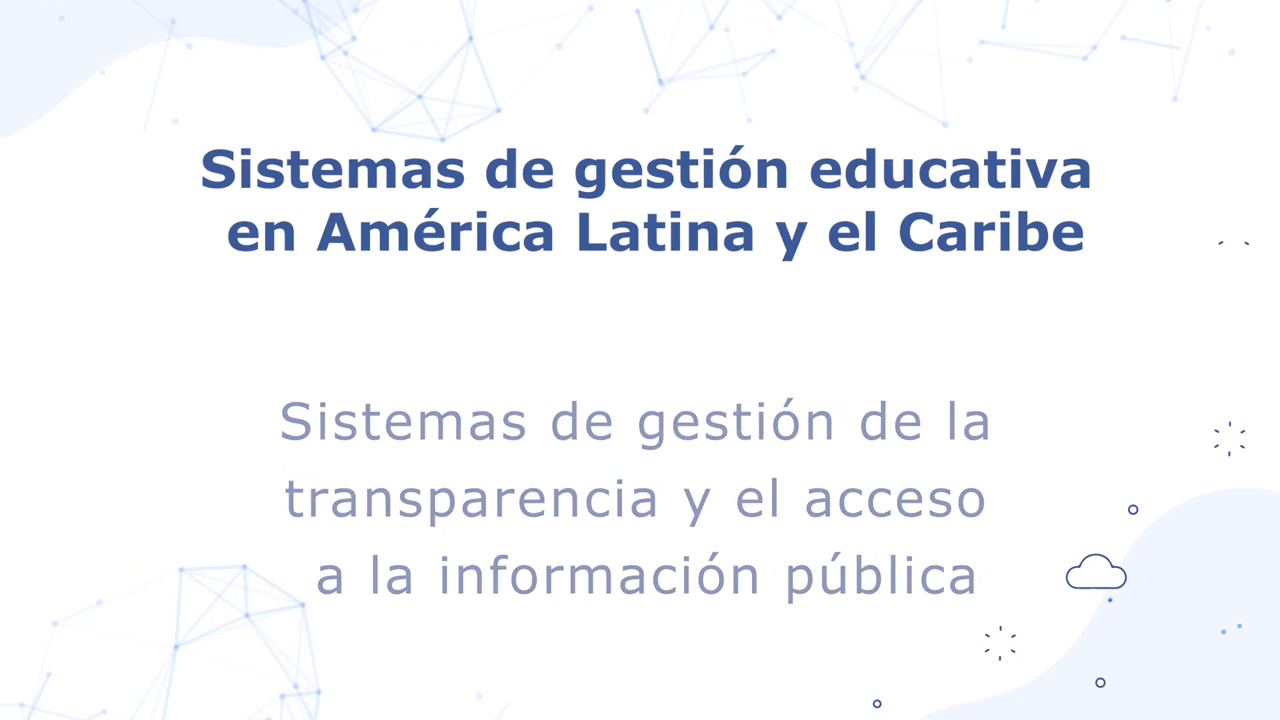 Sistemas de gestión educativa
en América Latina y el Caribe
Sistemas de gestión de la
transparencia y el acceso
a la información pública